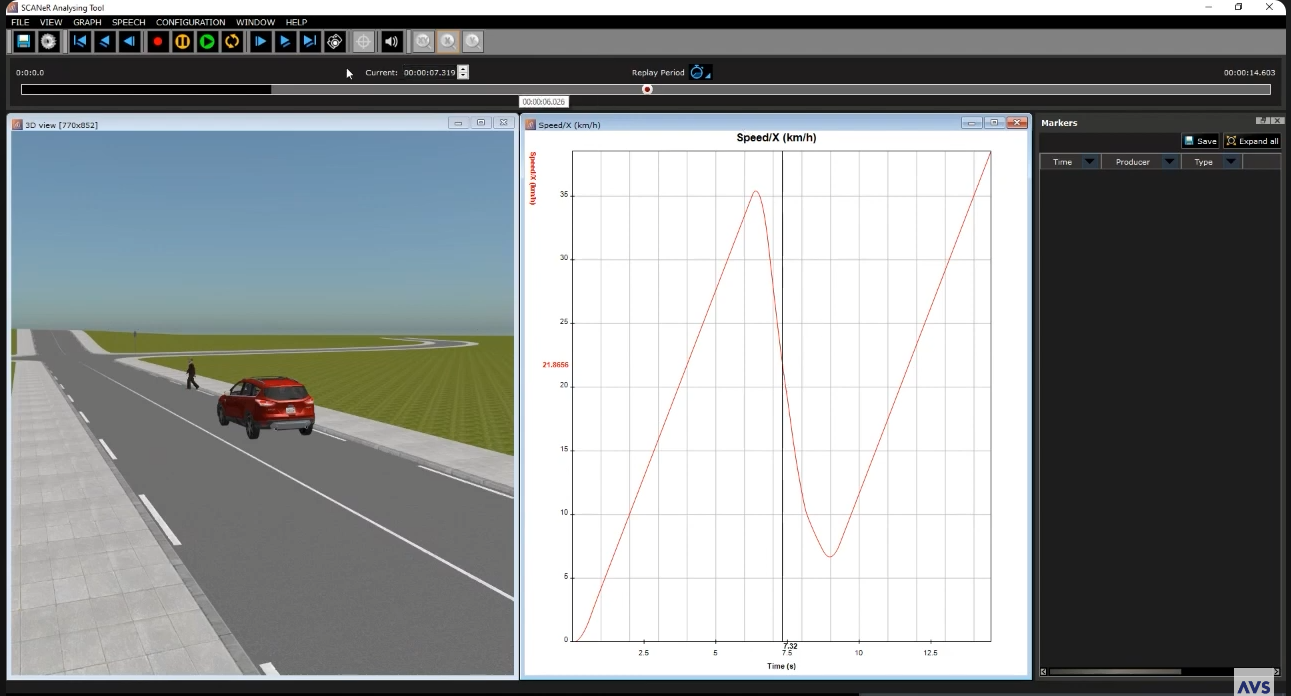 SCANeR Analysing Tool
FILE VIEW GRAPH SPEECH CONFIGURATION WINDOW HELP
0:0:0.0 Current: 00:00:07.319 Replay Period 00:00:14.603
00:00:06.026
3D view [770x852]
Speed/X (km/h)
Speed/X (km/h)
Speed/X (km/h)
35
30
25
21.8656
20
15
10
5
0
2.5 5 7.5 10 12.5
7.32
Time (s)
Markers
Save Expand all
Time Producer Type
AVS